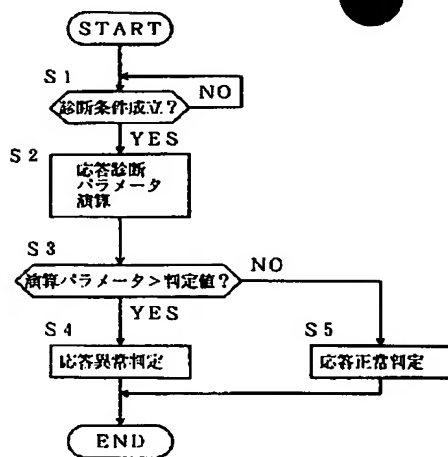 START
S1
診断条件成立?
NO
YES
S2
応答診断
パラメータ
演算
S3
演算パラメータ>判定値?
NO
YES
S4
応答異常判定
S5
応答正常判定
END